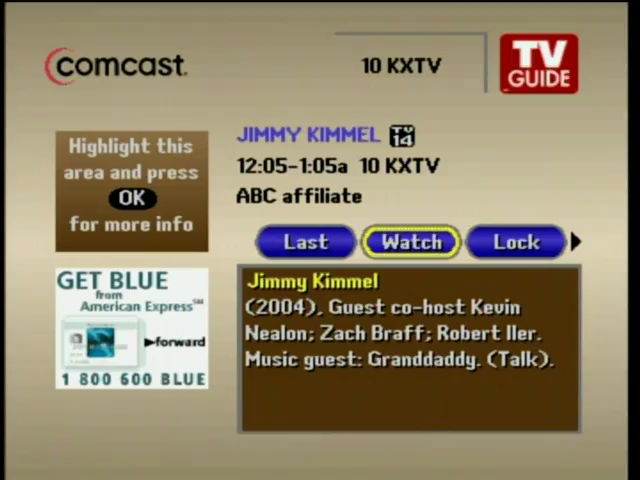 comcast.
10 KXTV
TV
GUIDE
Highlight this
area and press
OK
for more info
JIMMY KIMMEL TV 14
12:05-1:05a 10 KXTV
ABC affiliate
Last
Watch
Lock
GET BLUE
from
American Express℠
▶forward
1 800 600 BLUE
Jimmy Kimmel
(2004). Guest co-host Kevin
Nealon; Zach Braff; Robert Iler.
Music guest: Granddaddy. (Talk).